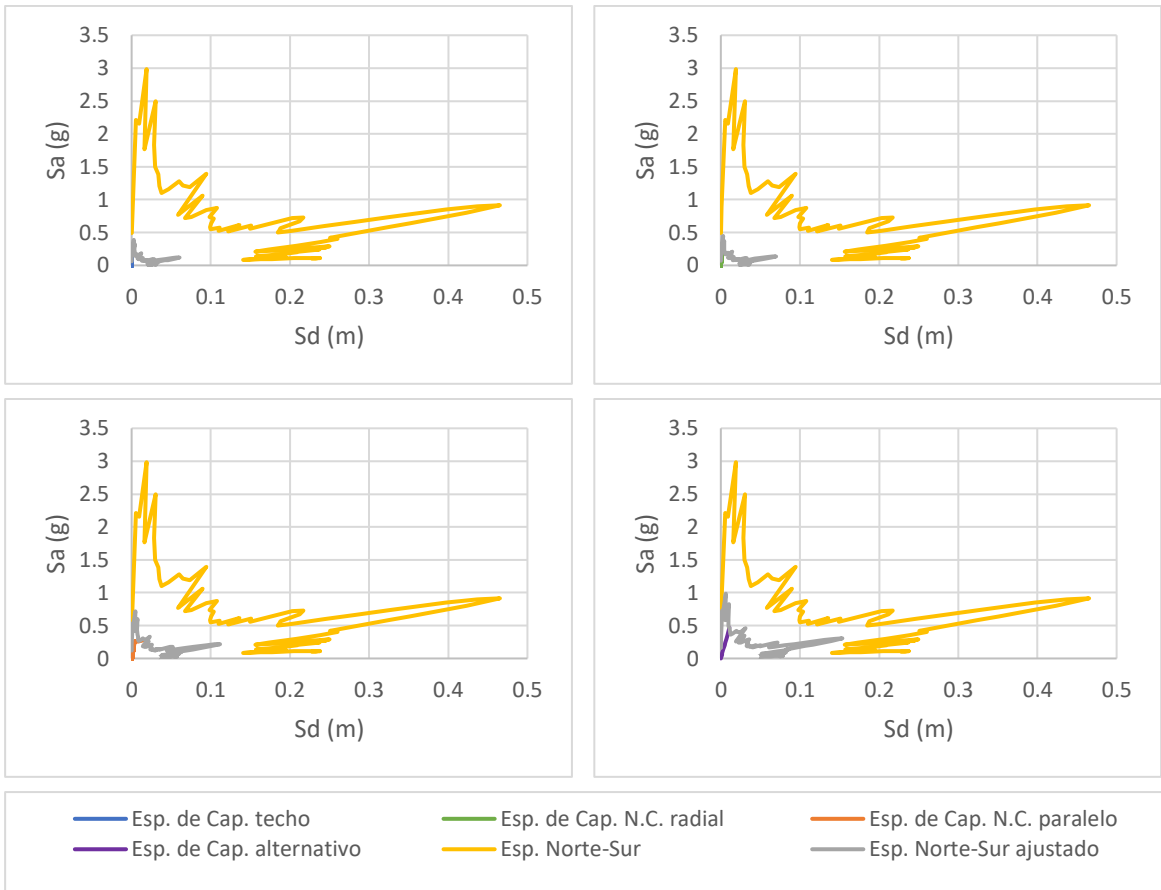 3.5
3
2.5
2
1.5
1
0.5
0
Sa (g)
0 0.1 0.2 0.3 0.4 0.5
Sd (m)
3.5
3
2.5
2
1.5
1
0.5
0
Sa (g)
0 0.1 0.2 0.3 0.4 0.5
Sd (m)
3.5
3
2.5
2
1.5
1
0.5
0
Sa (g)
0 0.1 0.2 0.3 0.4 0.5
Sd (m)
3.5
3
2.5
2
1.5
1
0.5
0
Sa (g)
0 0.1 0.2 0.3 0.4 0.5
Sd (m)
Esp. de Cap. techo
Esp. de Cap. N.C. radial
Esp. de Cap. N.C. paralelo
Esp. de Cap. alternativo
Esp. Norte-Sur
Esp. Norte-Sur ajustado